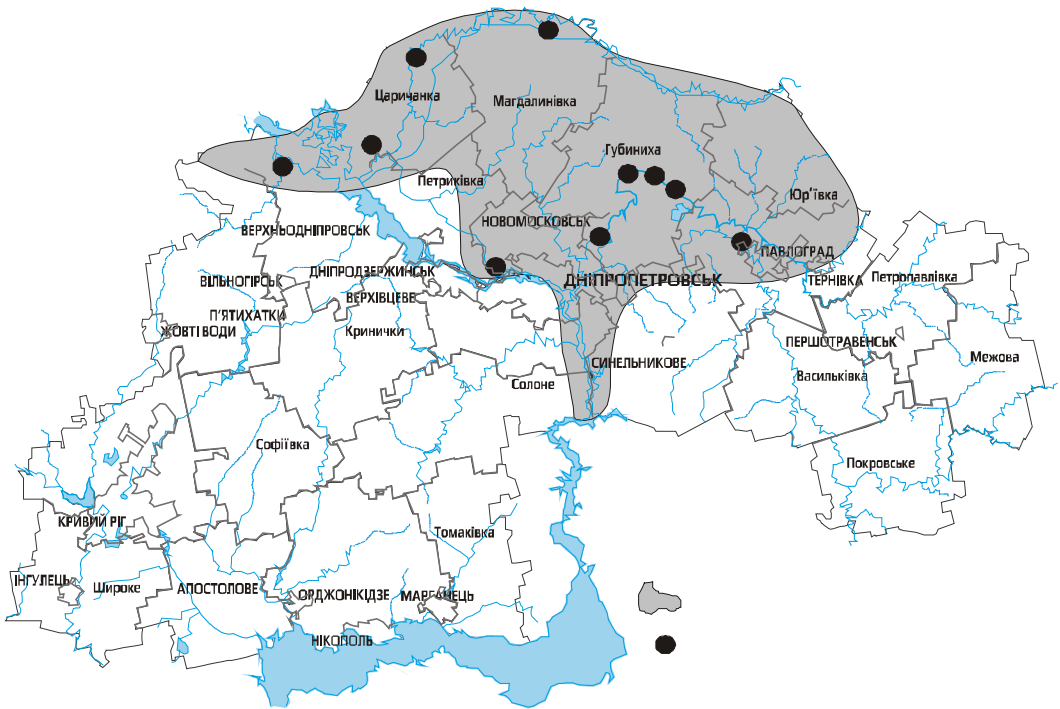 Царичанка
Магдалинівка
Губиниха
Петриківка
Юр'ївка
НОВОМОСКОВСЬК
ВЕРХНЬОДНІПРОВСЬК
ПАВЛОГРАД
ДНІПРОДЗЕРЖИНСЬК
ДНІПРОПЕТРОВСЬК
ТЕРНІВКА
Петропавлівка
ВІЛЬНОГІРСЬК
ВЕРХІВЦЕВЕ
П'ЯТИХАТКИ
ЖОВТІ ВОДИ
Кринички
ПЕРШОТРАВЕНСЬК
Межова
СИНЕЛЬНИКОВЕ
Васильківка
Солоне
Софіївка
Покровське
КРИВИЙ РІГ
Томаківка
ІНГУЛЕЦЬ
Широке
АПОСТОЛОВЕ
ОРДЖОНІКІДЗЕ
МАРГАНЕЦЬ
НІКОПОЛЬ